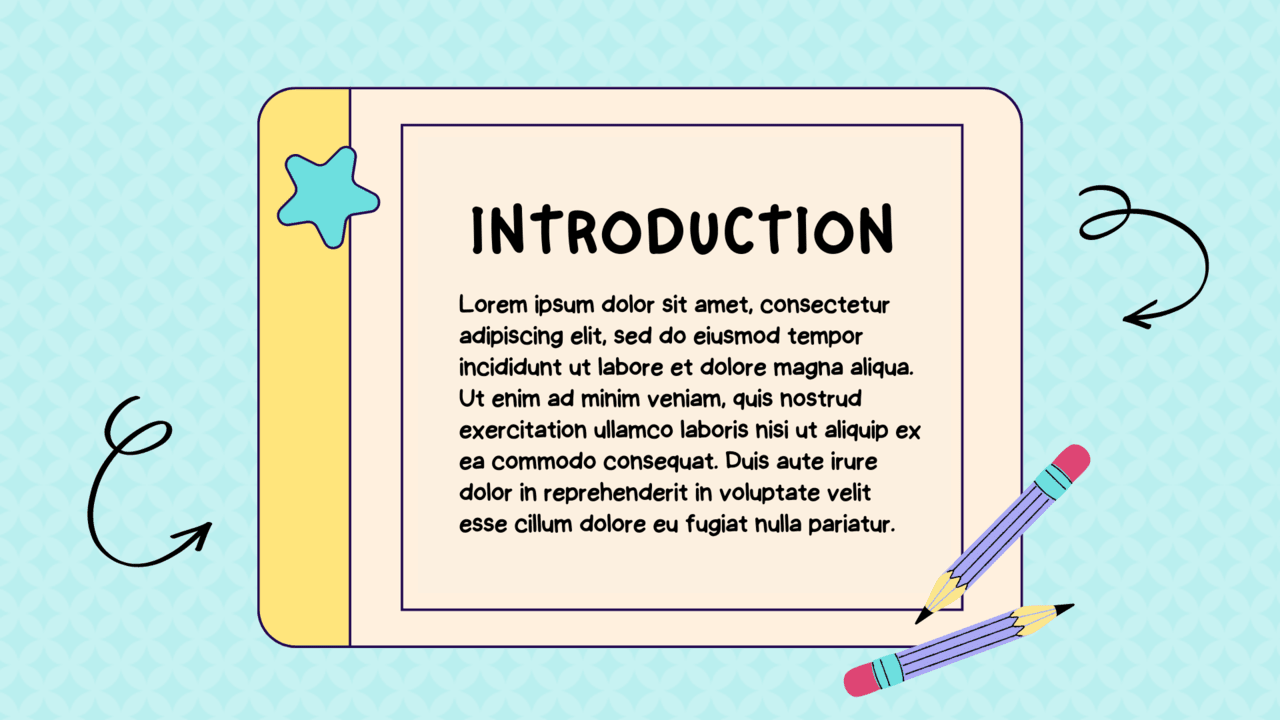 INTRODUCTION
Lorem ipsum dolor sit amet, consectetur
adipiscing elit, sed do eiusmod tempor
incididunt ut labore et dolore magna aliqua.
Ut enim ad minim veniam, quis nostrud
exercitation ullamco laboris nisi ut aliquip ex
ea commodo consequat. Duis aute irure
dolor in reprehenderit in voluptate velit
esse cillum dolore eu fugiat nulla pariatur.